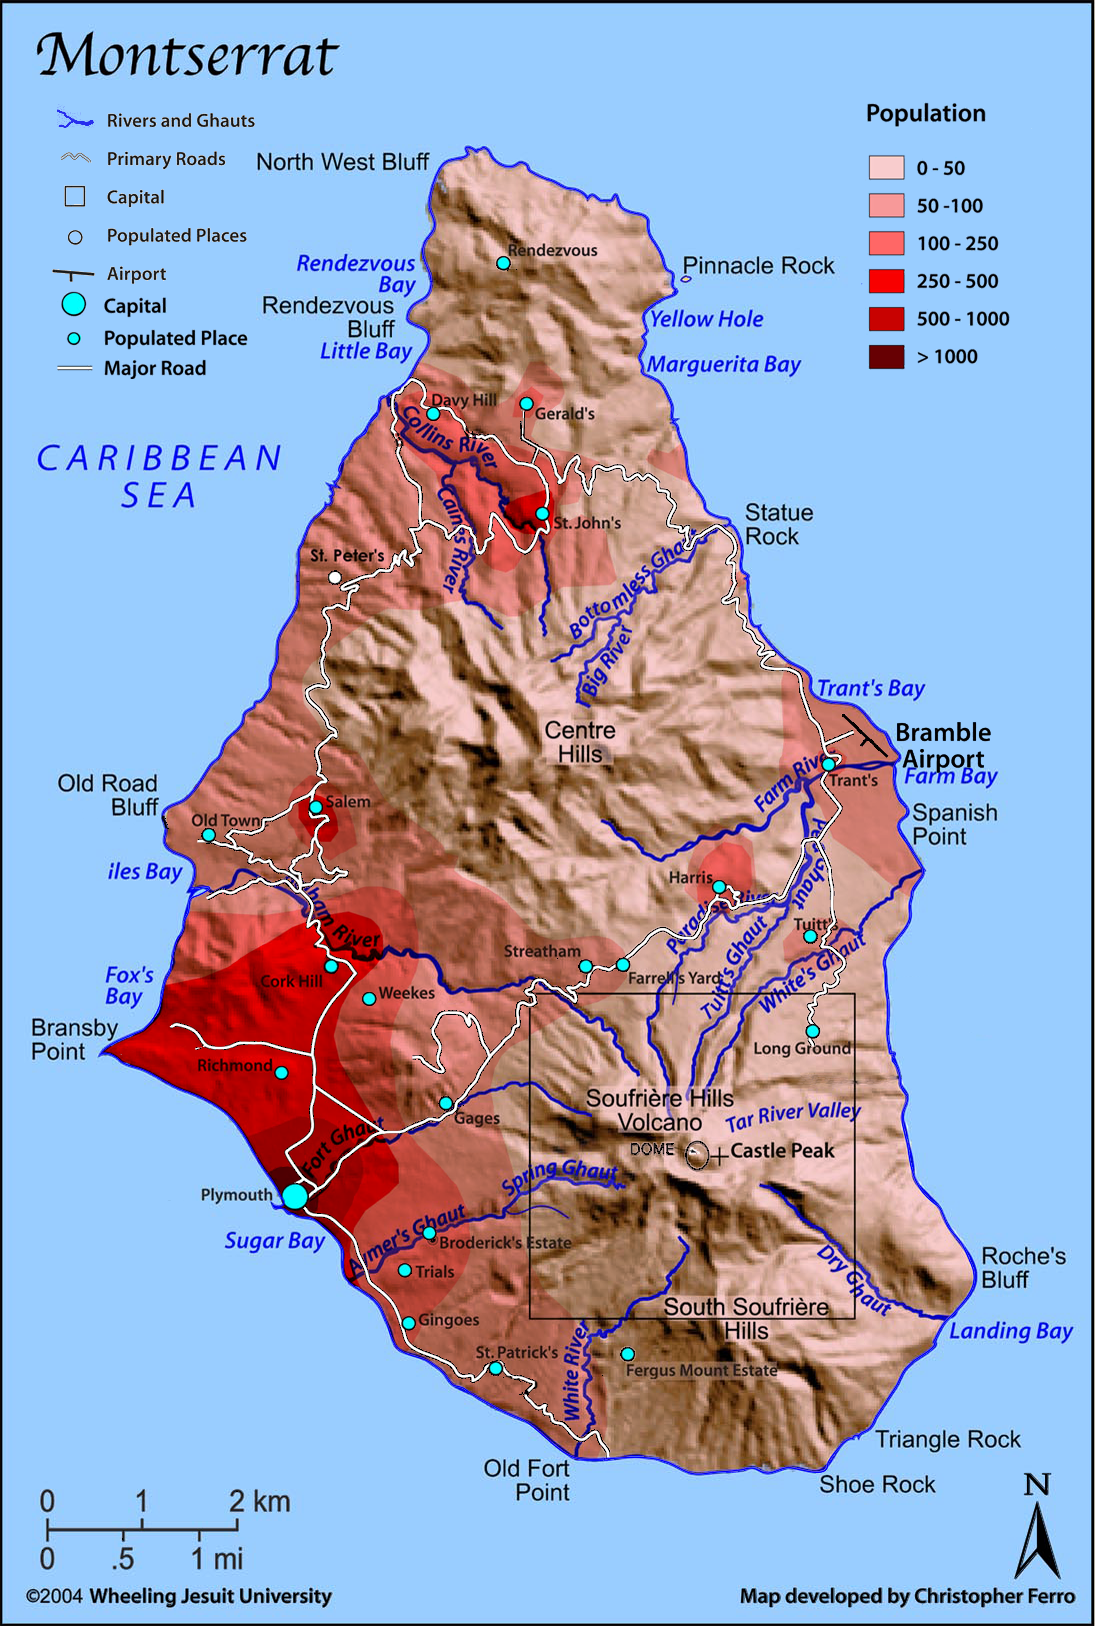 Montserrat
Rivers and Ghauts
Primary Roads
Capital
Populated Places
Airport
Capital
Populated Place
Major Road
Population
0 - 50
50 -100
100 - 250
250 - 500
500 - 1000
> 1000
North West Bluff
Rendezvous
Rendezvous
Bay
Pinnacle Rock
Rendezvous
Bluff
Yellow Hole
Little Bay
Marguerita Bay
Davy Hill
Gerald's
Collins River
CARIBBEAN
SEA
Caines River
St. John's
Statue
Rock
St. Peter's
Bottomless Ghaut
Big River
Trant's Bay
Centre
Hills
Bramble
Airport
Farm River
Trant's
Farm Bay
Old Road
Bluff
Salem
Old Towne
Spanish
Point
iles Bay
Harris
Paradise River
Tuitt's
Streatham
Farrell's Yard
Tuitt's Ghaut
White's Ghaut
Cork Hill
Fox's
Bay
Weekes
Bransby
Point
Long Ground
Richmond
Soufrière Hills
Volcano
Tar River Valley
Gages
Fort Ghaut
DOME
Castle Peak
Spring Ghaut
Plymouth
Sugar Bay
Aymer's Ghaut
Broderick's Estate
Dry Ghaut
Roche's
Bluff
Trials
Gingoes
South Soufrière
Hills
Landing Bay
St. Patrick's
White River
Fergus Mount Estate
Triangle Rock
Old Fort
Point
Shoe Rock
N
0 1 2 km
0 .5 1 mi
©2004 Wheeling Jesuit University
Map developed by Christopher Ferro